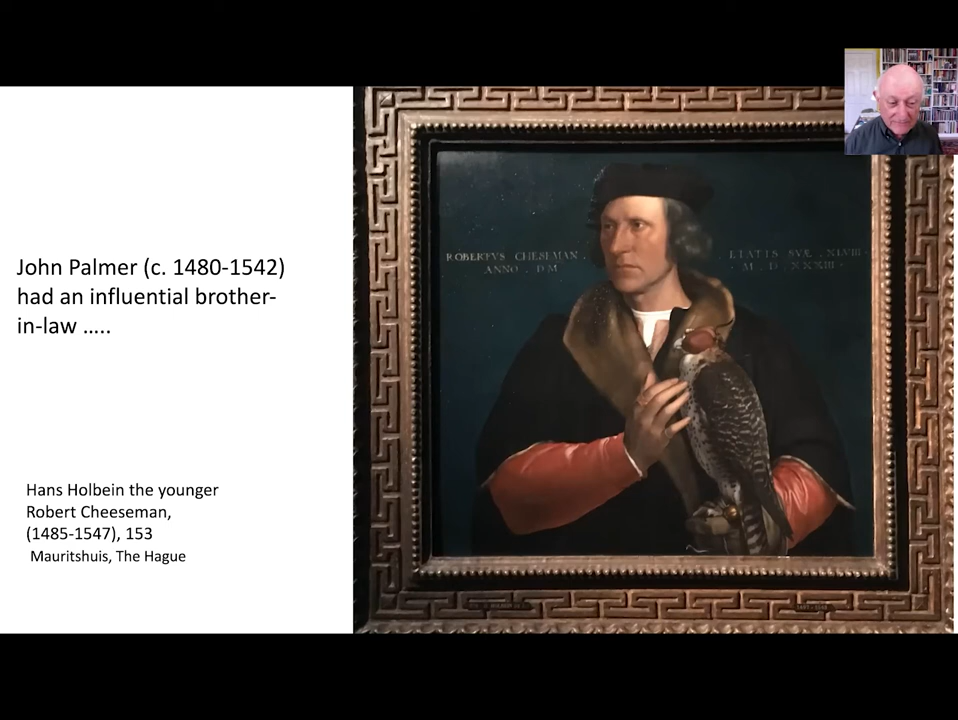 John Palmer (c. 1480-1542)
had an influential brother-
in-law …..
ROBERTVS CHESEMAN .
ANNO . DM
ETATIS SVÆ . XLVIII .
. M . D . XXXIII .
Hans Holbein the younger
Robert Cheeseman,
(1485-1547), 153
Mauritshuis, The Hague